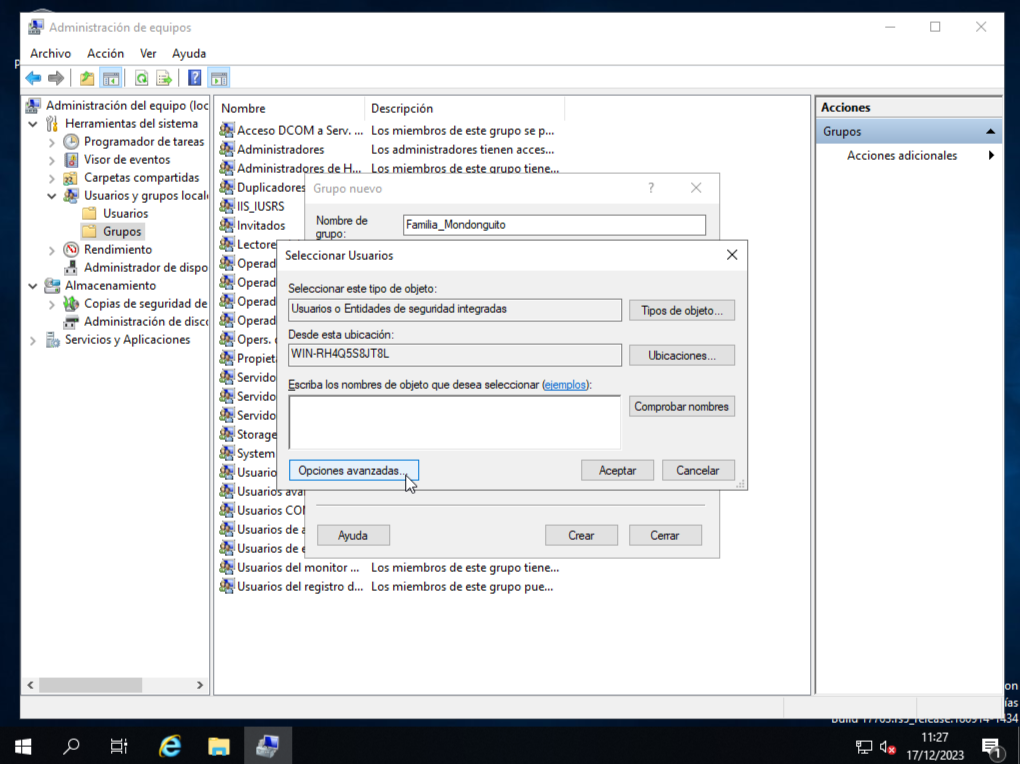 Administración de equipos
Archivo Acción Ver Ayuda
Administración del equipo (loc
Herramientas del sistema
Programador de tareas
Visor de eventos
Carpetas compartidas
Usuarios y grupos locale
Usuarios
Grupos
Rendimiento
Administrador de dispo
Almacenamiento
Copias de seguridad de
Administración de disco
Servicios y Aplicaciones
Nombre Descripción
Acceso DCOM a Serv. ... Los miembros de este grupo se p...
Administradores Los administradores tienen acces...
Administradores de H... Los miembros de este grupo tiene...
Duplicadores
IIS_IUSRS
Invitados
Lectore
Operad
Operad
Operad
Operad
Opers. d
Propieta
Servido
Servido
Servido
Storage
System
Usuario
Usuarios ava
Usuarios COM
Usuarios de a
Usuarios de e
Usuarios del monitor ... Los miembros de este grupo tiene...
Usuarios del registro d... Los miembros de este grupo pue...
Grupo nuevo ?
Nombre de
grupo:
Familia_Mondonguito
Seleccionar Usuarios
Seleccionar este tipo de objeto:
Usuarios o Entidades de seguridad integradas Tipos de objeto...
Desde esta ubicación:
WIN-RH4Q5S8JT8L Ubicaciones...
Escriba los nombres de objeto que desea seleccionar (ejemplos):
Comprobar nombres
Opciones avanzadas... Aceptar Cancelar
Ayuda Crear Cerrar
Acciones
Grupos
Acciones adicionales
11:27
17/12/2023
1